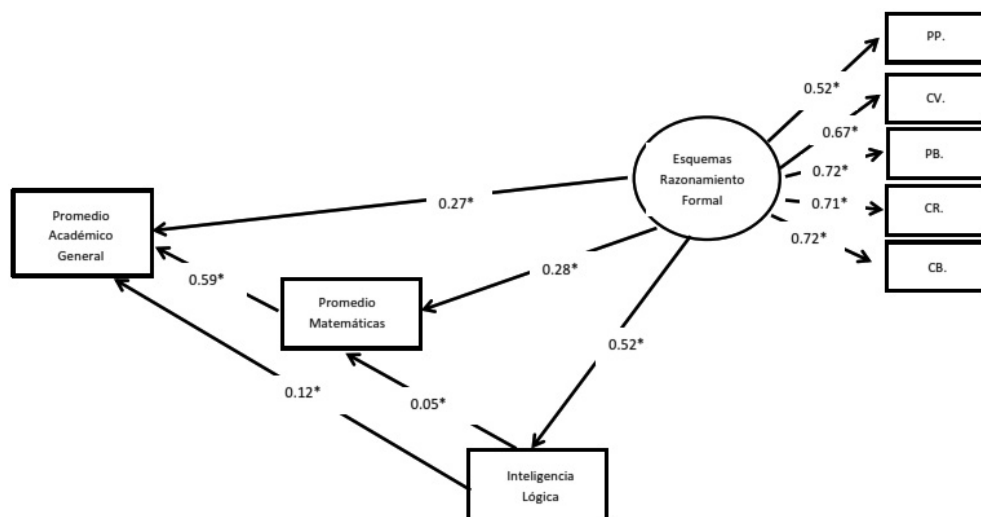 PP.
0.52*
CV.
0.67*
Esquemas
Razonamiento
Formal
PB.
0.72*
CR.
0.71*
0.27*
Promedio
Académico
General
0.72*
CB.
0.28*
0.59*
Promedio
Matemáticas
0.52*
0.12*
0.05*
Inteligencia
Lógica